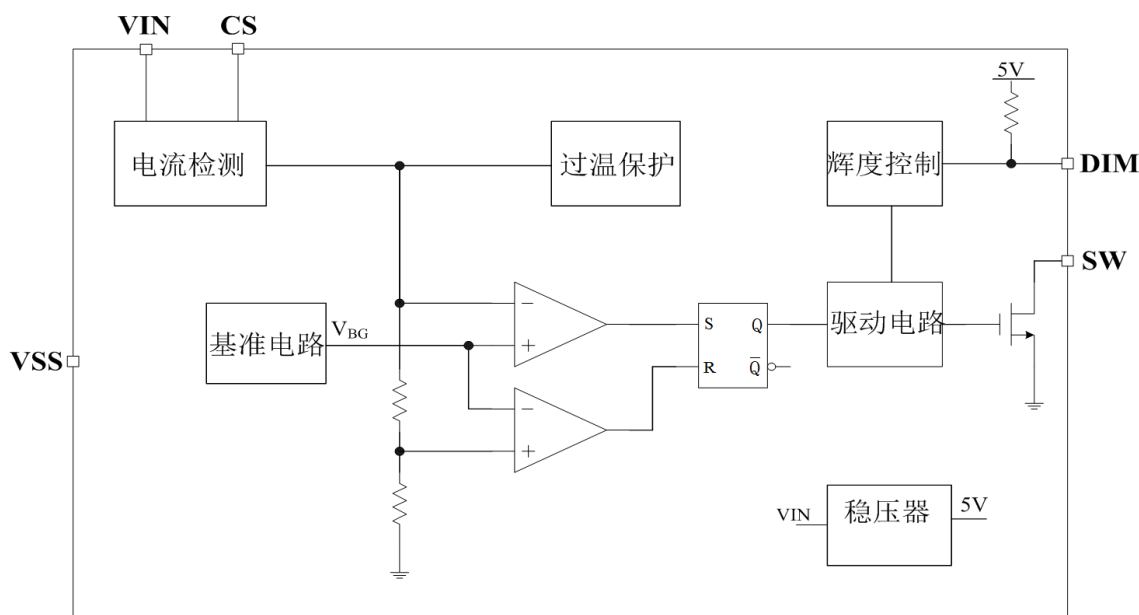 VIN CS
5V
电流检测
过温保护
辉度控制
DIM
SW
基准电路
VBG
−
+
S Q
R Q̅
驱动电路
VSS
−
+
VIN
稳压器
5V